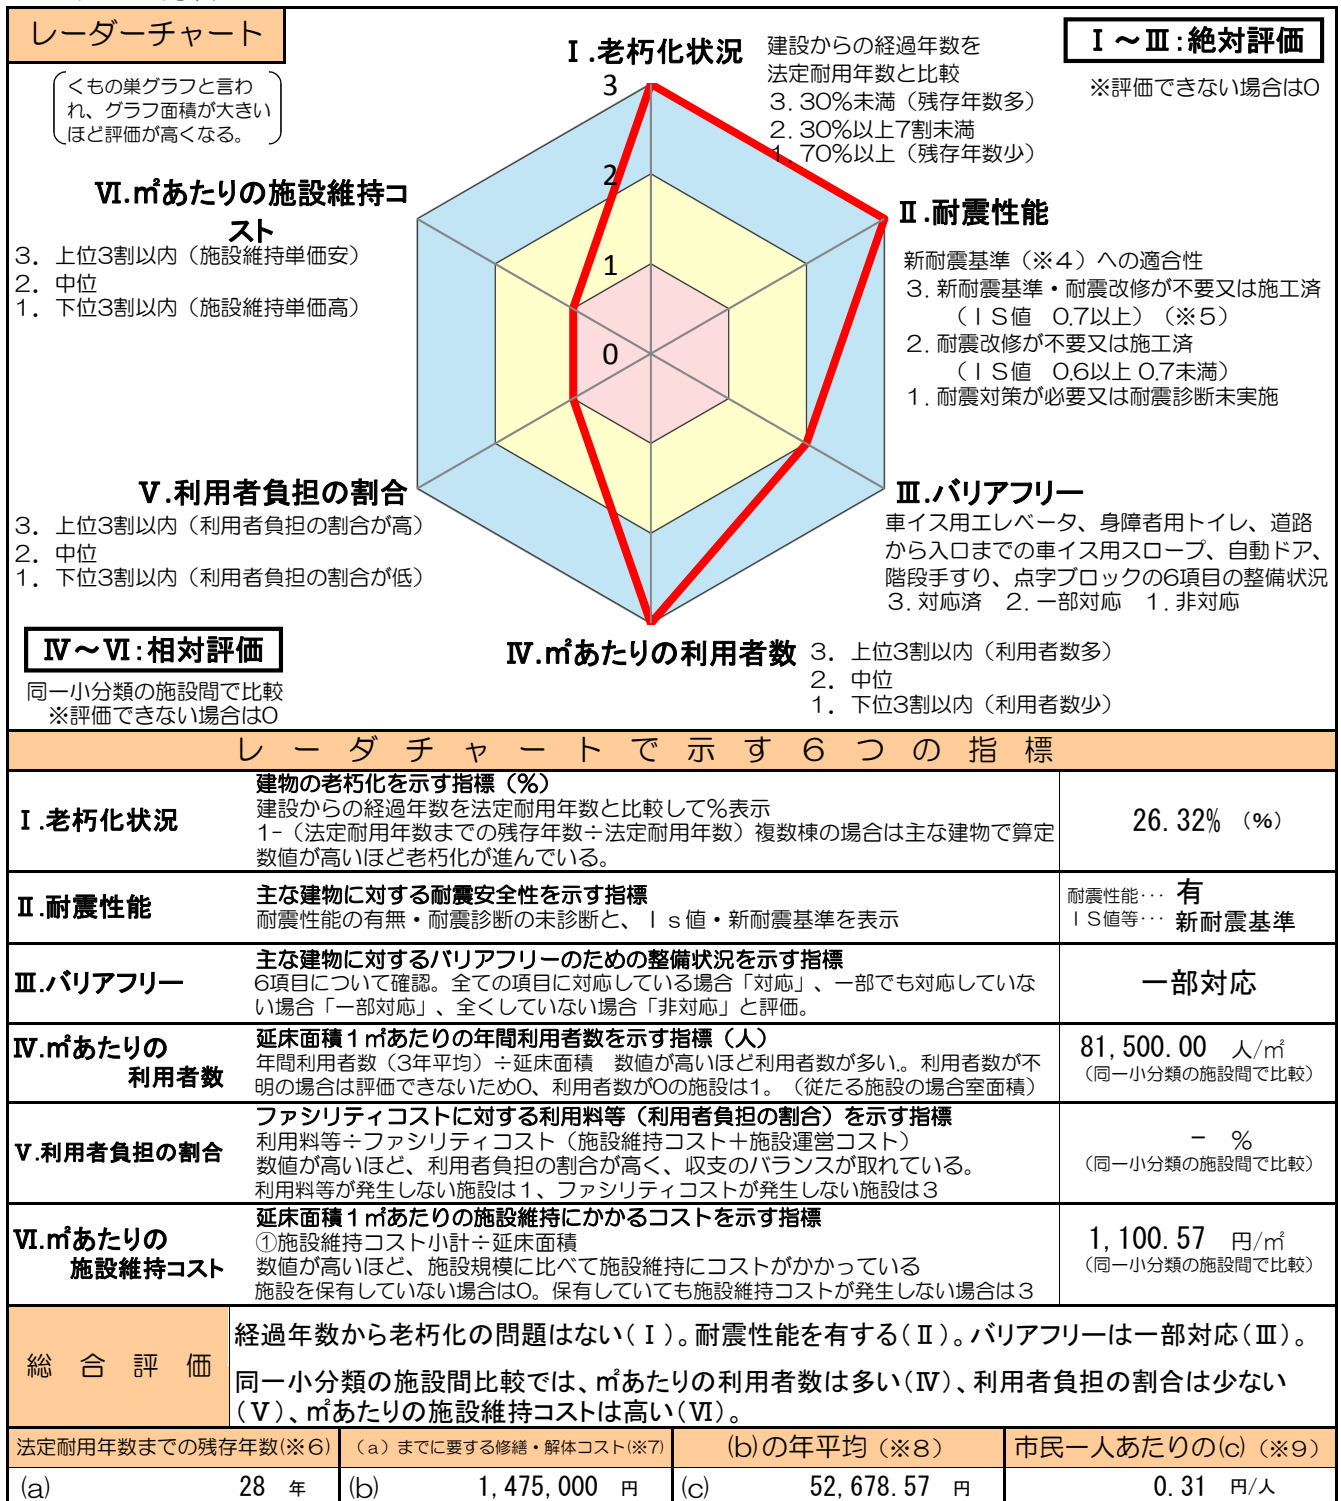 レーダーチャート
くもの巣グラフと言わ
れ、グラフ面積が大きい
ほど評価が高くなる。
Ⅰ.老朽化状況
建設からの経過年数を
法定耐用年数と比較
3. 30%未満（残存年数多）
2. 30%以上7割未満
1. 70%以上（残存年数少）
Ⅰ～Ⅲ:絶対評価
※評価できない場合は0
3
2
1
0
Ⅵ.㎡あたりの施設維持コ
スト
3. 上位3割以内（施設維持単価安）
2. 中位
1. 下位3割以内（施設維持単価高）
Ⅱ.耐震性能
新耐震基準（※4）への適合性
3. 新耐震基準・耐震改修が不要又は施工済
（ＩＳ値 0.7以上）（※5）
2. 耐震改修が不要又は施工済
（ＩＳ値 0.6以上 0.7未満）
1. 耐震対策が必要又は耐震診断未実施
Ⅴ.利用者負担の割合
3. 上位3割以内（利用者負担の割合が高）
2. 中位
1. 下位3割以内（利用者負担の割合が低）
Ⅲ.バリアフリー
車イス用エレベータ、身障者用トイレ、道路
から入口までの車イス用スロープ、自動ドア、
階段手すり、点字ブロックの6項目の整備状況
3. 対応済 2. 一部対応 1. 非対応
Ⅳ～Ⅵ:相対評価
同一小分類の施設間で比較
※評価できない場合は0
Ⅳ.㎡あたりの利用者数
3. 上位3割以内（利用者数多）
2. 中位
1. 下位3割以内（利用者数少）
レーダチャートで示す6つの指標
Ⅰ.老朽化状況
建物の老朽化を示す指標（%）
建設からの経過年数を法定耐用年数と比較して%表示
1-（法定耐用年数までの残存年数÷法定耐用年数）複数棟の場合は主な建物で算定
数値が高いほど老朽化が進んでいる。
26.32% （%）
Ⅱ.耐震性能
主な建物に対する耐震安全性を示す指標
耐震性能の有無・耐震診断の未診断と、Ｉｓ値・新耐震基準を表示
耐震性能… 有
ＩＳ値等… 新耐震基準
Ⅲ.バリアフリー
主な建物に対するバリアフリーのための整備状況を示す指標
6項目について確認。全ての項目に対応している場合「対応」、一部でも対応していな
い場合「一部対応」、全くしていない場合「非対応」と評価。
一部対応
Ⅳ.㎡あたりの
利用者数
延床面積１㎡あたりの年間利用者数を示す指標（人）
年間利用者数（3年平均）÷延床面積 数値が高いほど利用者数が多い。利用者数が不
明の場合は評価できないため0、利用者数が0の施設は1。（従たる施設の場合室面積）
81,500.00 人/㎡
（同一小分類の施設間で比較）
Ⅴ.利用者負担の割合
ファシリティコストに対する利用料等（利用者負担の割合）を示す指標
利用料等÷ファシリティコスト（施設維持コスト＋施設運営コスト）
数値が高いほど、利用者負担の割合が高く、収支のバランスが取れている。
利用料等が発生しない施設は１、ファシリティコストが発生しない施設は３
- %
（同一小分類の施設間で比較）
Ⅵ.㎡あたりの
施設維持コスト
延床面積１㎡あたりの施設維持にかかるコストを示す指標
①施設維持コスト小計÷延床面積
数値が高いほど、施設規模に比べて施設維持にコストがかかっている
施設を保有していない場合は0。保有していても施設維持コストが発生しない場合は３
1,100.57 円/㎡
（同一小分類の施設間で比較）
総合評価
経過年数から老朽化の問題はない(Ⅰ)。耐震性能を有する(Ⅱ)。バリアフリーは一部対応(Ⅲ)。
同一小分類の施設間比較では、㎡あたりの利用者数は多い(Ⅳ)、利用者負担の割合は少ない
(Ⅴ)、㎡あたりの施設維持コストは高い(Ⅵ)。
法定耐用年数までの残存年数(※6)
（a）までに要する修繕・解体コスト(※7)
(b)の年平均（※8）
市民一人あたりの(c)（※9）
(a) 28 年
(b) 1,475,000 円
(c) 52,678.57 円
0.31 円/人